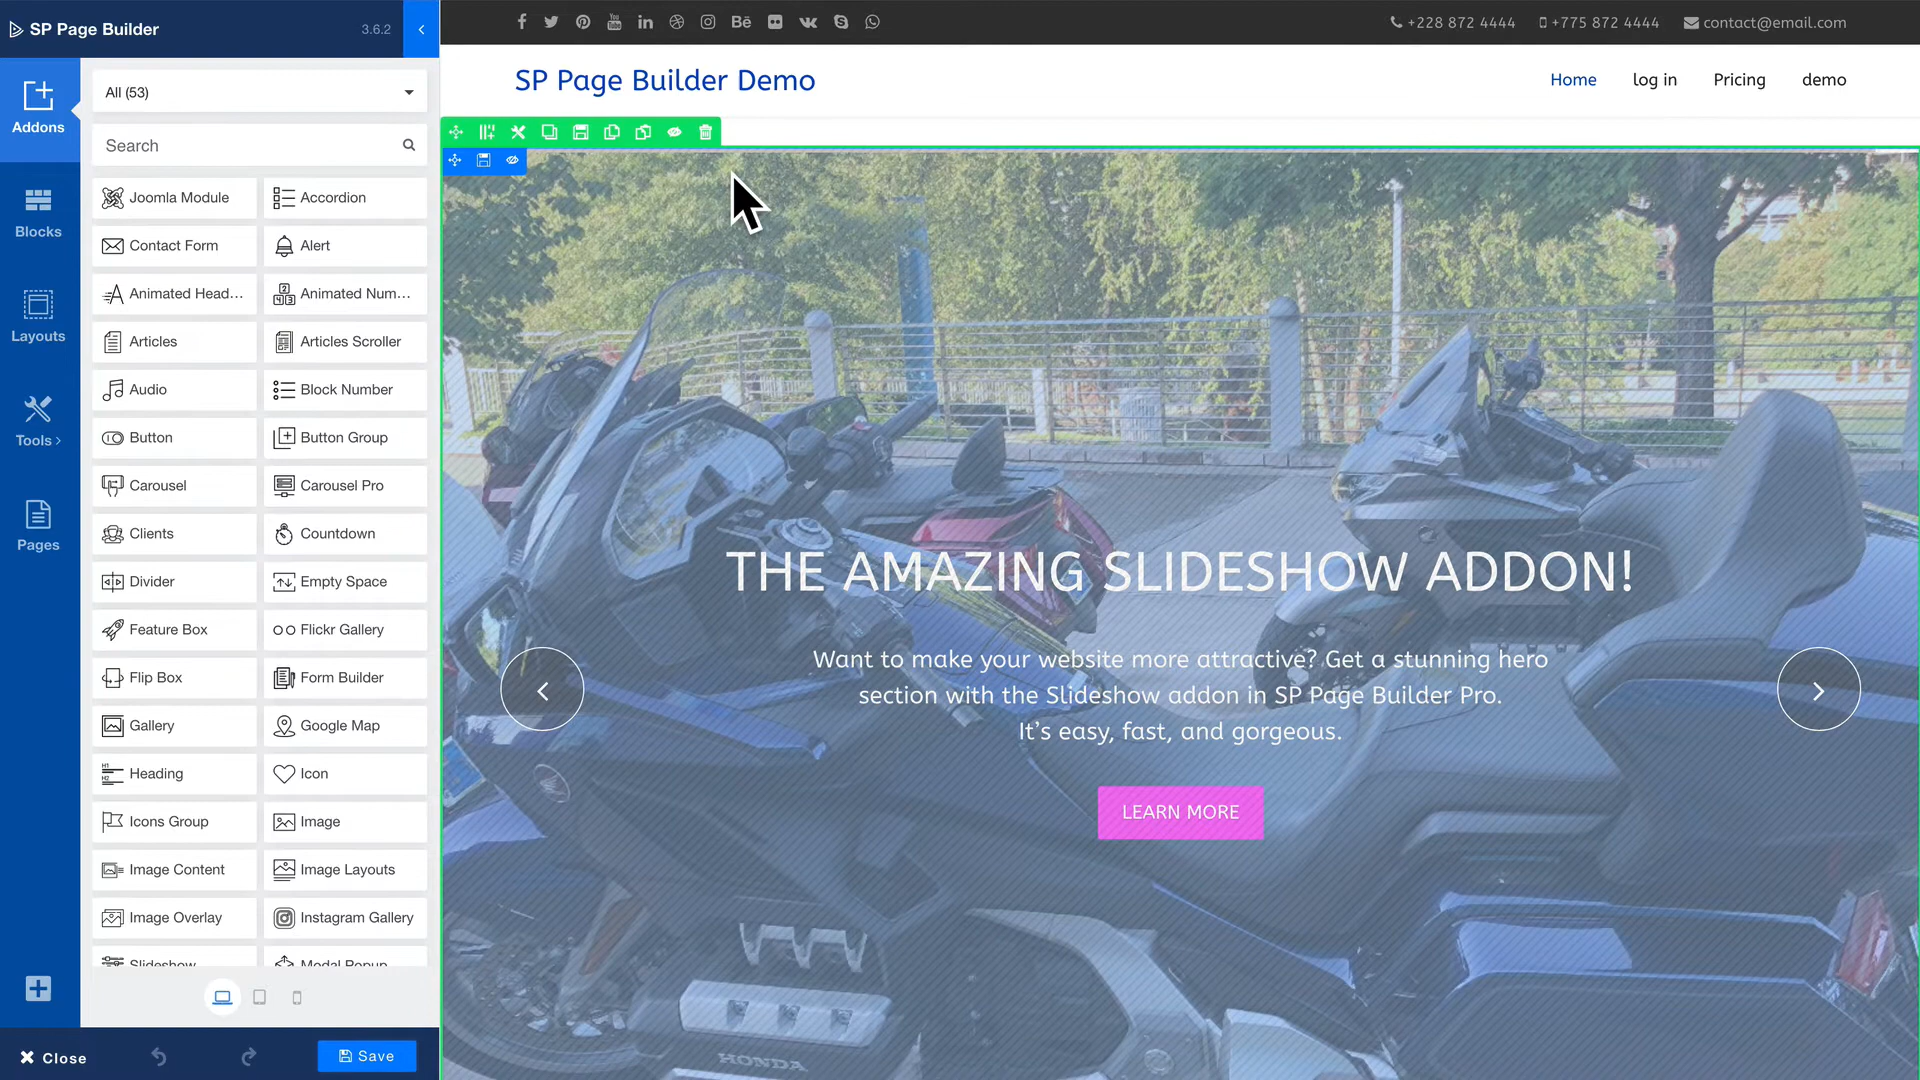 SP Page Builder
3.6.2
Addons
Blocks
Layouts
Tools
Pages
All (53)
Search
Joomla Module
Accordion
Contact Form
Alert
Animated Head...
Animated Num...
Articles
Articles Scroller
Audio
Block Number
Button
Button Group
Carousel
Carousel Pro
Clients
Countdown
Divider
Empty Space
Feature Box
Flickr Gallery
Flip Box
Form Builder
Gallery
Google Map
Heading
Icon
Icons Group
Image
Image Content
Image Layouts
Image Overlay
Instagram Gallery
Slideshow
Modal Popup
Close
Save
+228 872 4444
+775 872 4444
contact@email.com
SP Page Builder Demo
Home
log in
Pricing
demo
THE AMAZING SLIDESHOW ADDON!
Want to make your website more attractive? Get a stunning hero
section with the Slideshow addon in SP Page Builder Pro.
It's easy, fast, and gorgeous.
LEARN MORE
HONDA